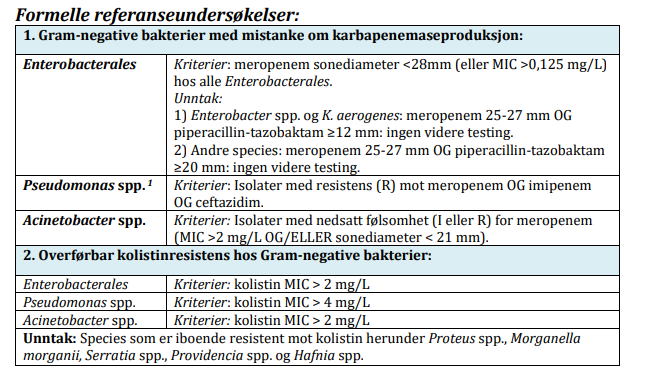 Formelle referanseundersøkelser:
1. Gram-negative bakterier med mistanke om karbapenemaseproduksjon:
Enterobacterales
Kriterier: meropenem sonediameter <28mm (eller MIC >0,125 mg/L)
hos alle Enterobacterales.
Unntak:
1) Enterobacter spp. og K. aerogenes: meropenem 25-27 mm OG
piperacillin-tazobaktam ≥12 mm: ingen videre testing.
2) Andre species: meropenem 25-27 mm OG piperacillin-tazobaktam
≥20 mm: ingen videre testing.
Pseudomonas spp.¹
Kriterier: Isolater med resistens (R) mot meropenem OG imipenem
OG ceftazidim.
Acinetobacter spp.
Kriterier: Isolater med nedsatt følsomhet (I eller R) for meropenem
(MIC >2 mg/L OG/ELLER sonediameter < 21 mm).
2. Overførbar kolistinresistens hos Gram-negative bakterier:
Enterobacterales
Kriterier: kolistin MIC > 2 mg/L
Pseudomonas spp.
Kriterier: kolistin MIC > 4 mg/L
Acinetobacter spp.
Kriterier: kolistin MIC > 2 mg/L
Unntak: Species som er iboende resistent mot kolistin herunder Proteus spp., Morganella
morganii, Serratia spp., Providencia spp. og Hafnia spp.